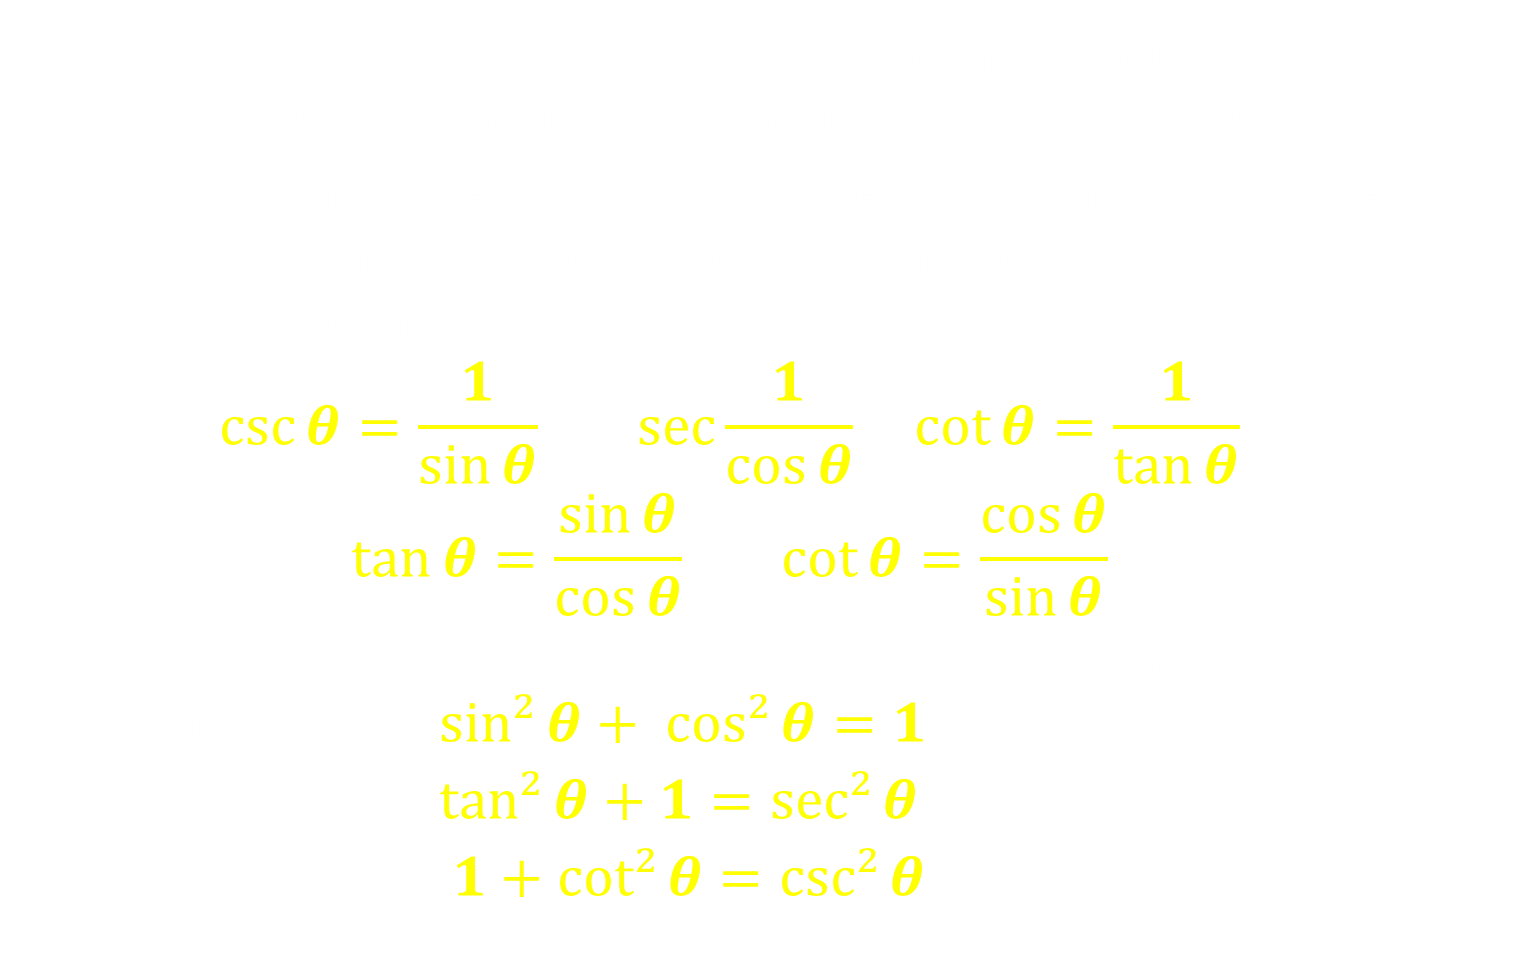 csc θ = 1/sin θ sec 1/cos θ cot θ = 1/tan θ
tan θ = sin θ/cos θ cot θ = cos θ/sin θ
sin² θ + cos² θ = 1
tan² θ + 1 = sec² θ
1 + cot² θ = csc² θ